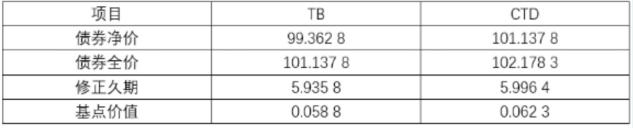 项目 TB CTD
债券净价 99.362 8 101.137 8
债券全价 101.137 8 102.178 3
修正久期 5.935 8 5.996 4
基点价值 0.058 8 0.062 3